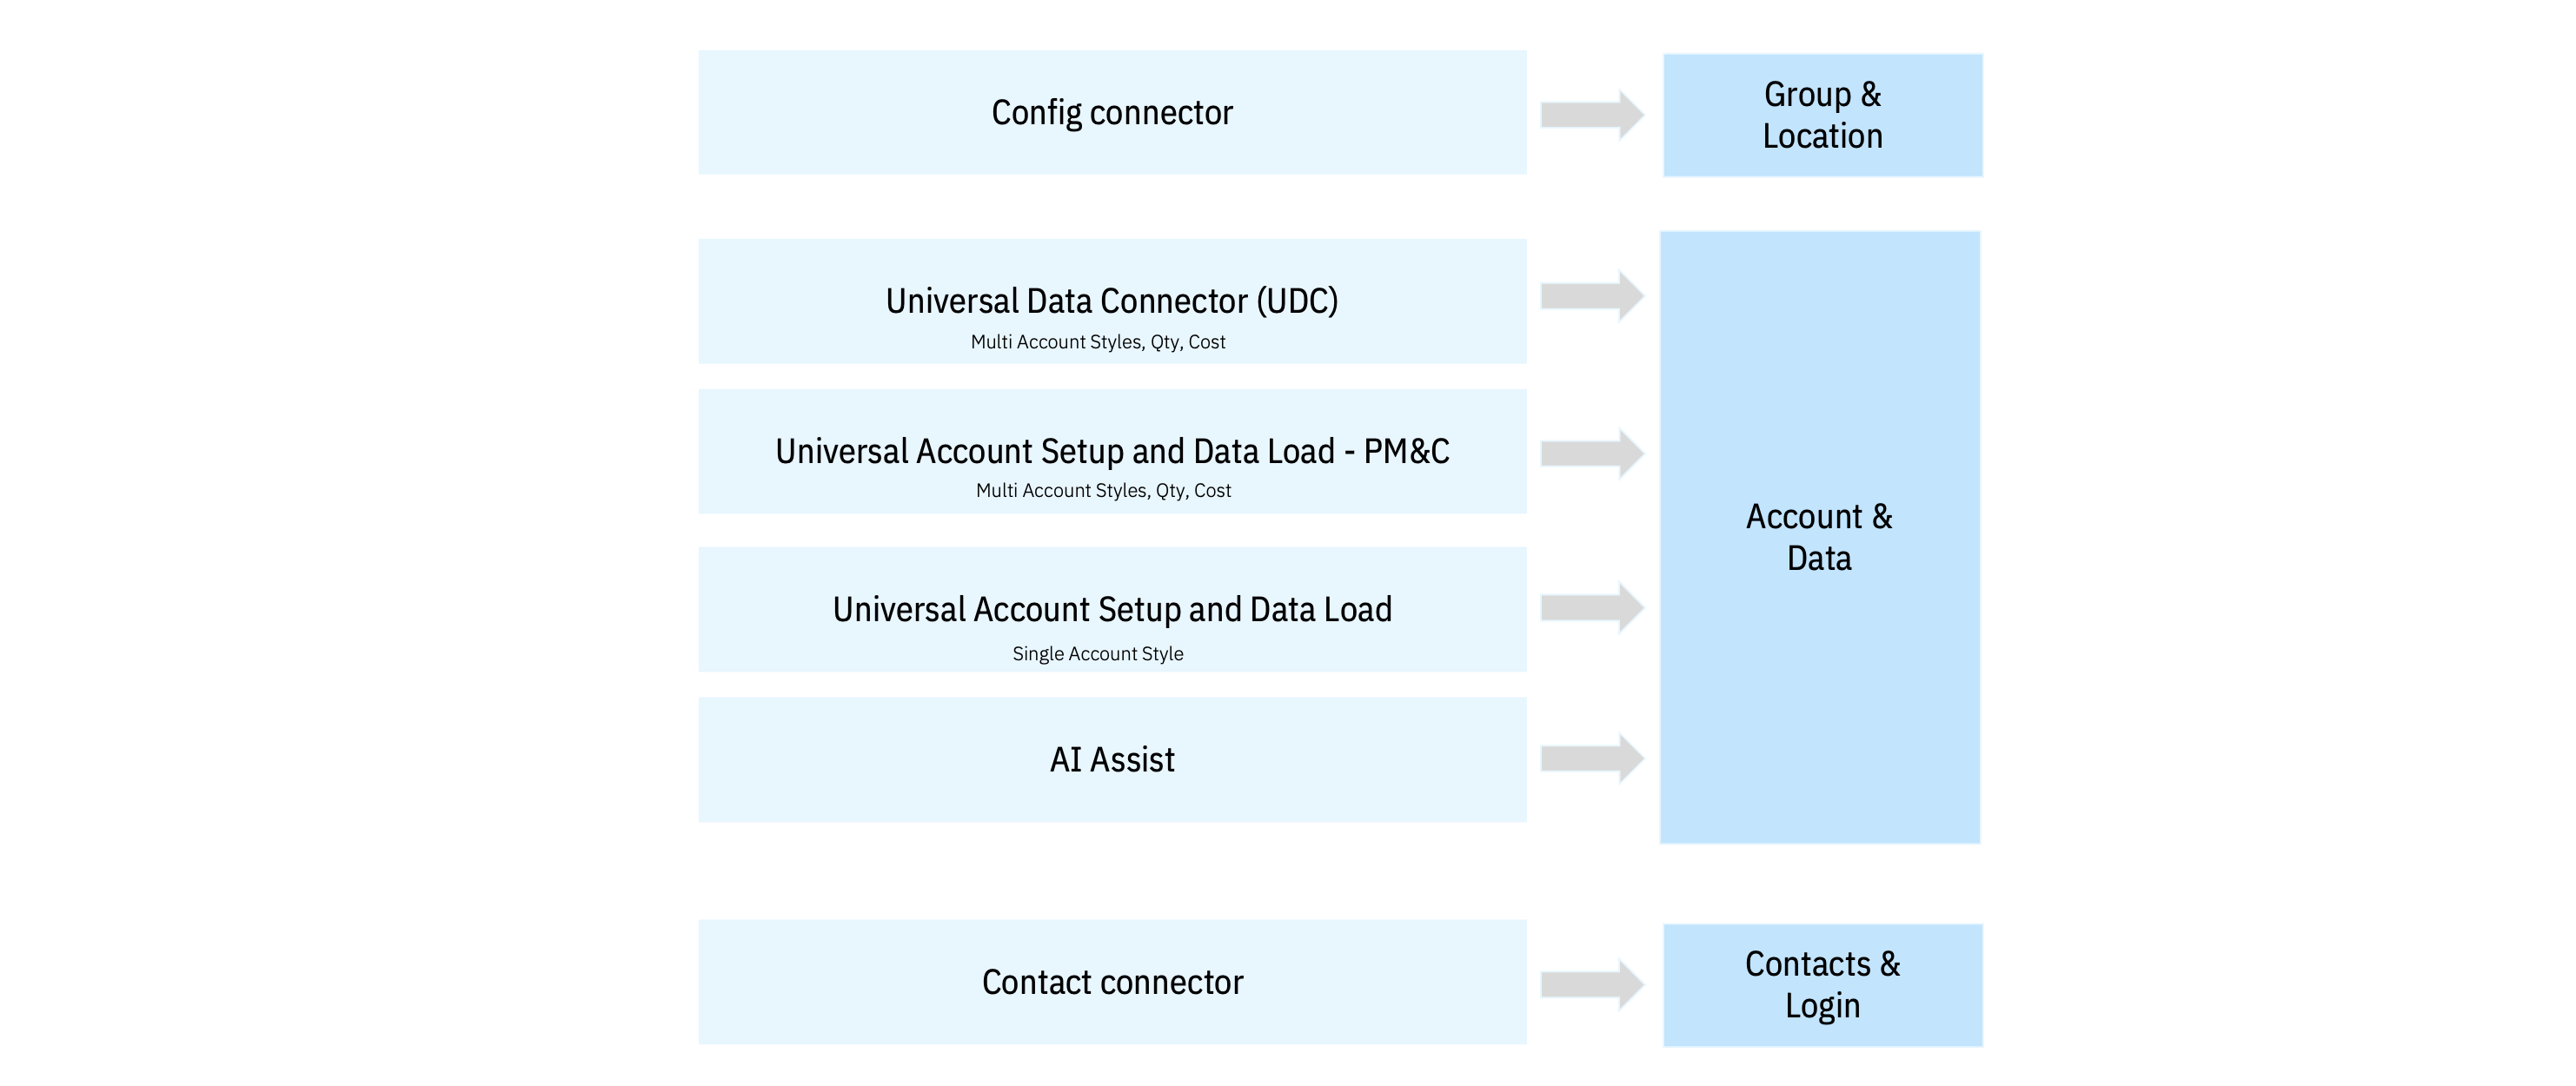 Config connector
Group &
Location
Universal Data Connector (UDC)
Multi Account Styles, Qty, Cost
Universal Account Setup and Data Load - PM&C
Multi Account Styles, Qty, Cost
Account &
Data
Universal Account Setup and Data Load
Single Account Style
AI Assist
Contact connector
Contacts &
Login